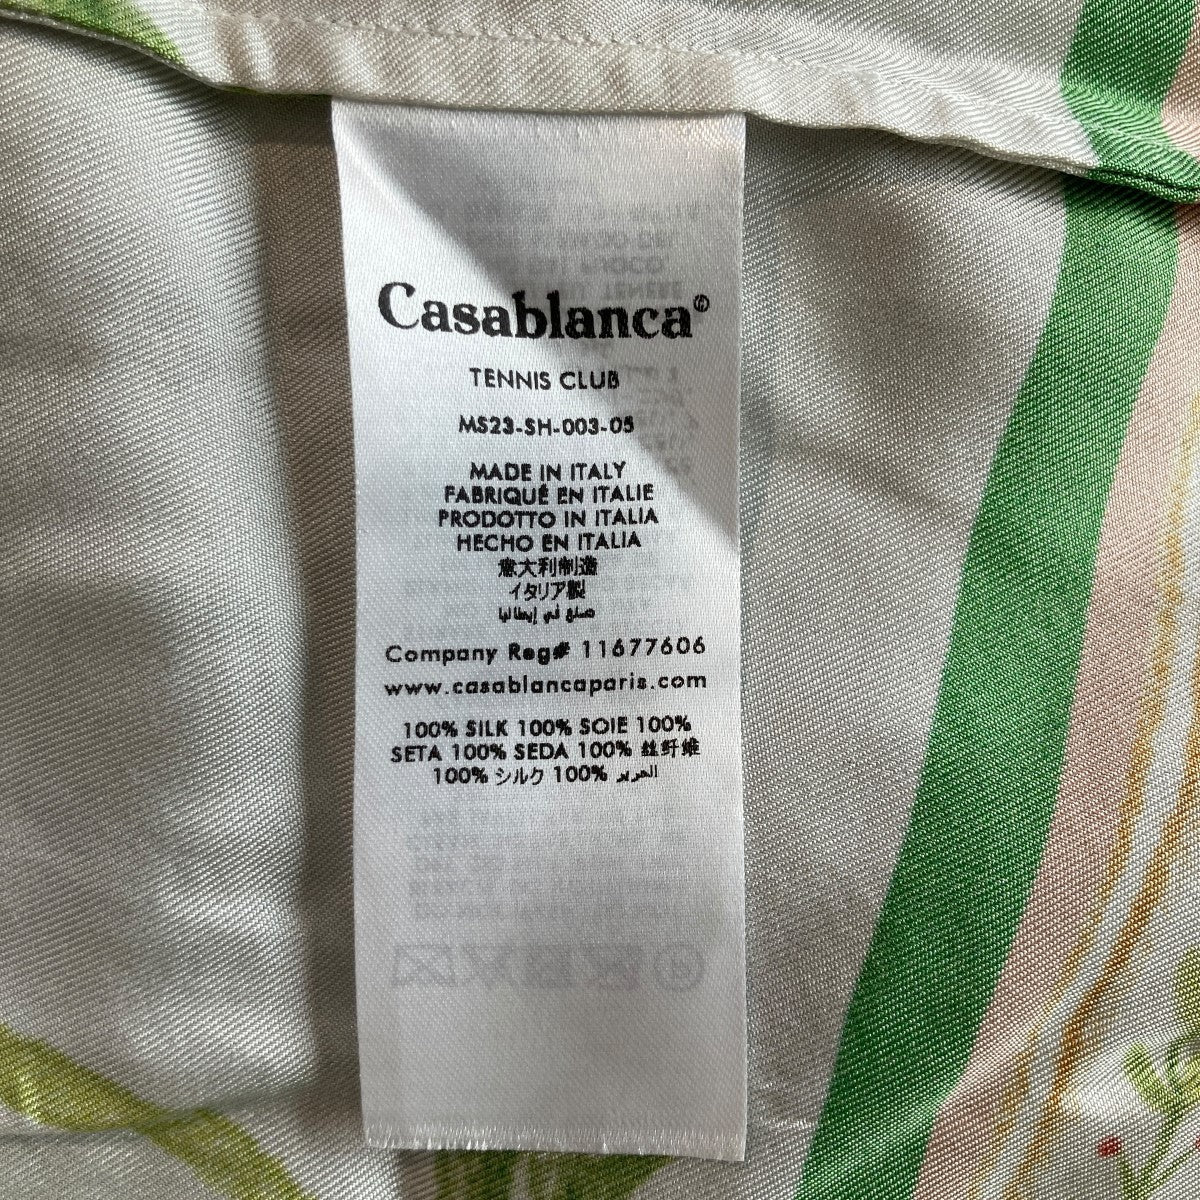 Casablanca®
TENNIS CLUB
MS23-SH-003-05
MADE IN ITALY
FABRIQUÉ EN ITALIE
PRODOTTO IN ITALIA
HECHO EN ITALIA
意大利制造
イタリア製
صنع في إيطاليا
Company Reg# 11677606
www.casablancaparis.com
100% SILK 100% SOIE 100%
SETA 100% SEDA 100% 丝纤维
100% シルク 100% الحرير